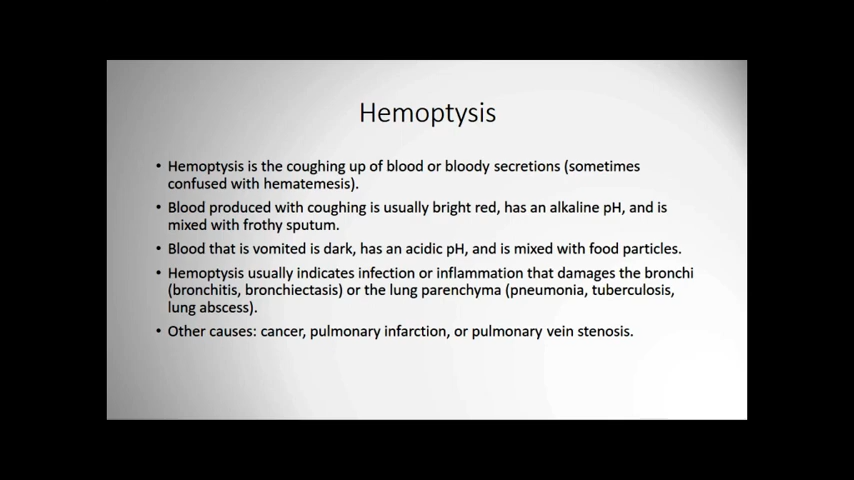 Hemoptysis
• Hemoptysis is the coughing up of blood or bloody secretions (sometimes
confused with hematemesis).
• Blood produced with coughing is usually bright red, has an alkaline pH, and is
mixed with frothy sputum.
• Blood that is vomited is dark, has an acidic pH, and is mixed with food particles.
• Hemoptysis usually indicates infection or inflammation that damages the bronchi
(bronchitis, bronchiectasis) or the lung parenchyma (pneumonia, tuberculosis,
lung abscess).
• Other causes: cancer, pulmonary infarction, or pulmonary vein stenosis.